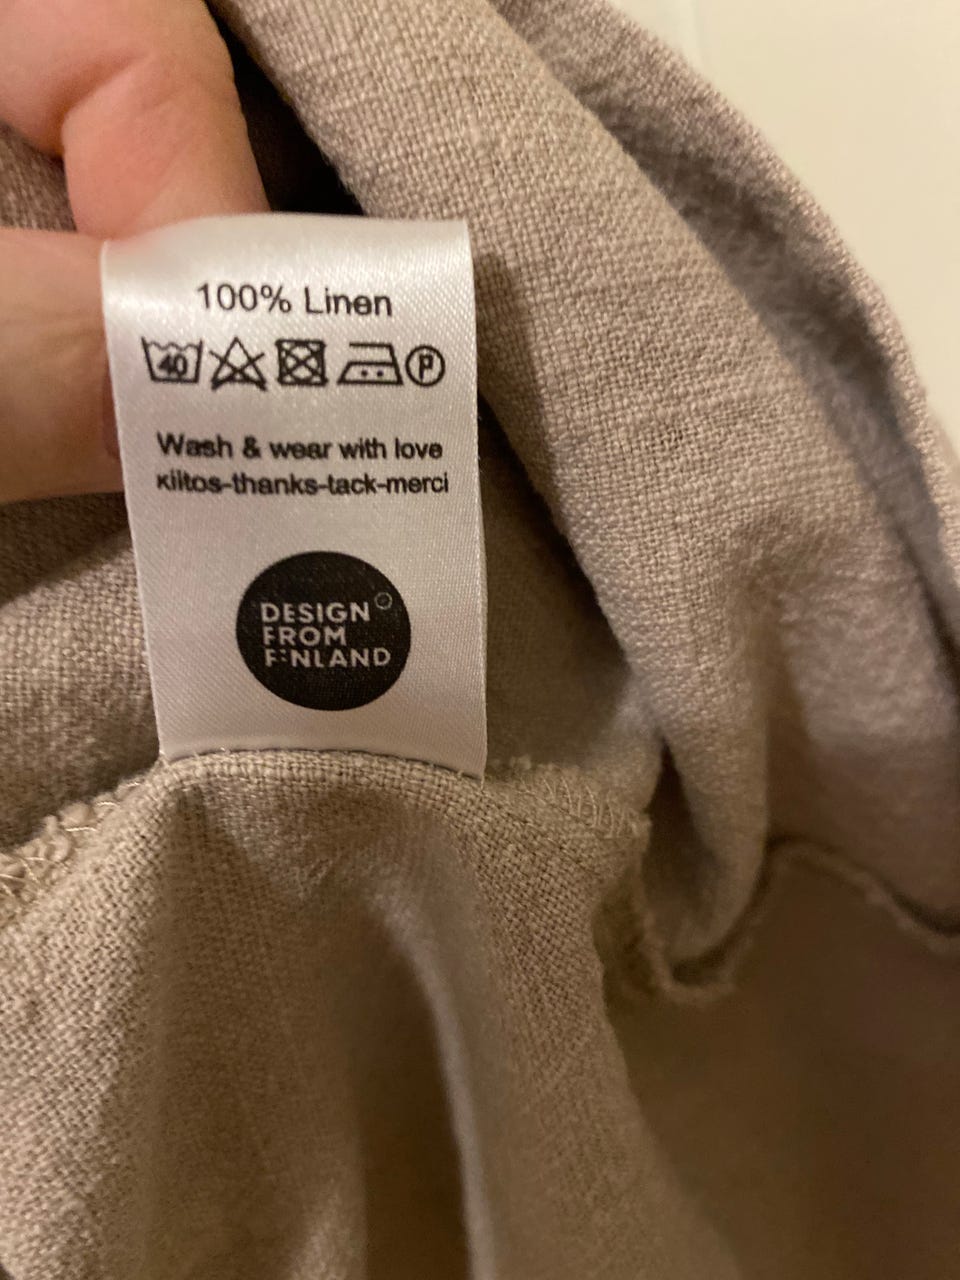 100% Linen
40 P
Wash & wear with love
kiitos-thanks-tack-merci
DESIGN
FROM
FINLAND